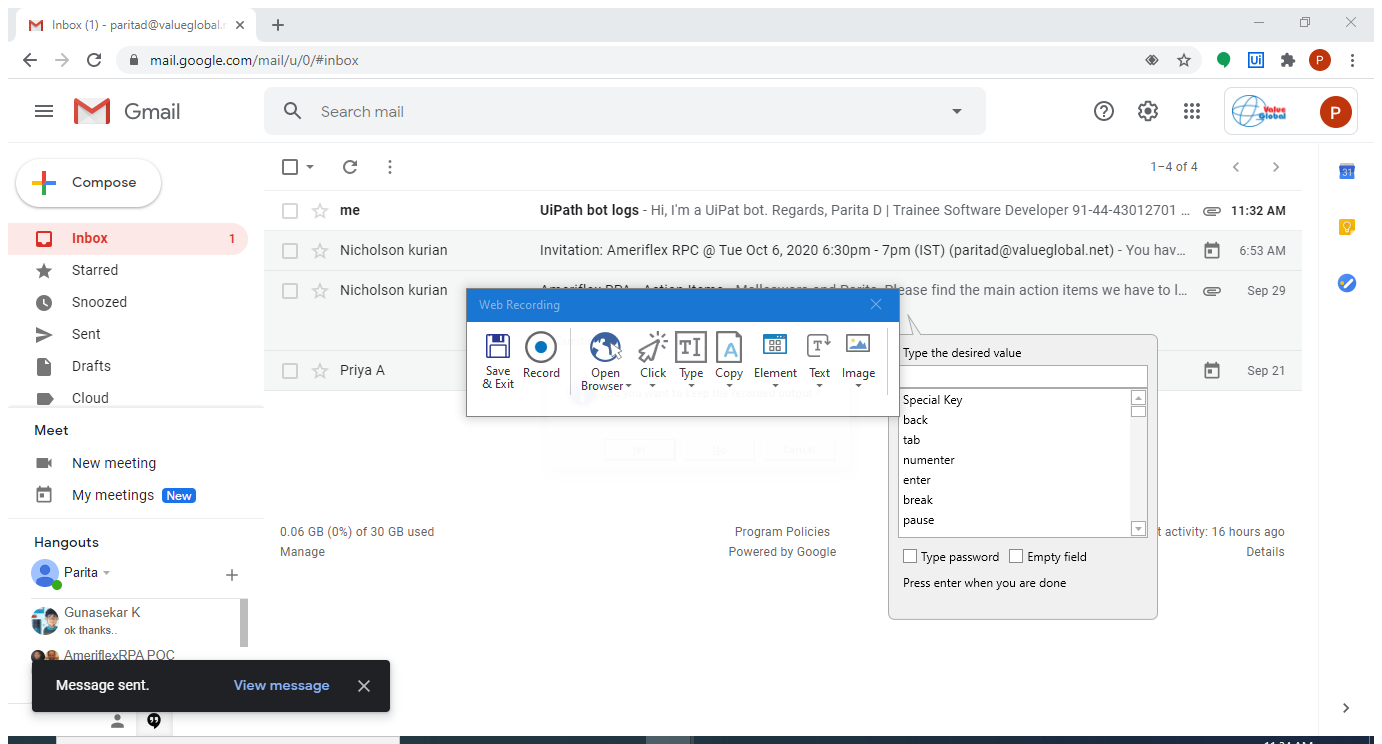 Inbox (1) - paritad@valueglobal.
mail.google.com/mail/u/0/#inbox
Ui
P
Gmail
Search mail
Value
Global
P
Compose
1–4 of 4
31
me
UiPath bot logs - Hi, I'm a UiPat bot. Regards, Parita D | Trainee Software Developer 91-44-43012701 ...
11:32 AM
Inbox
1
Nicholson kurian
Invitation: Ameriflex RPC @ Tue Oct 6, 2020 6:30pm - 7pm (IST) (paritad@valueglobal.net) - You hav...
6:53 AM
Starred
Nicholson kurian
Please find the main action items we have to l...
Sep 29
Snoozed
Web Recording
Sent
Drafts
Priya A
Sep 21
Cloud
Save
& Exit
Record
Open
Browser
Click
Type
Copy
Element
Text
Image
Type the desired value
Special Key
back
tab
numenter
enter
break
pause
Type password
Empty field
Press enter when you are done
Meet
New meeting
My meetings
New
0.06 GB (0%) of 30 GB used
Manage
Program Policies
Powered by Google
t activity: 16 hours ago
Details
Hangouts
Parita
Gunasekar K
ok thanks..
AmeriflexRPA POC
Message sent.
View message